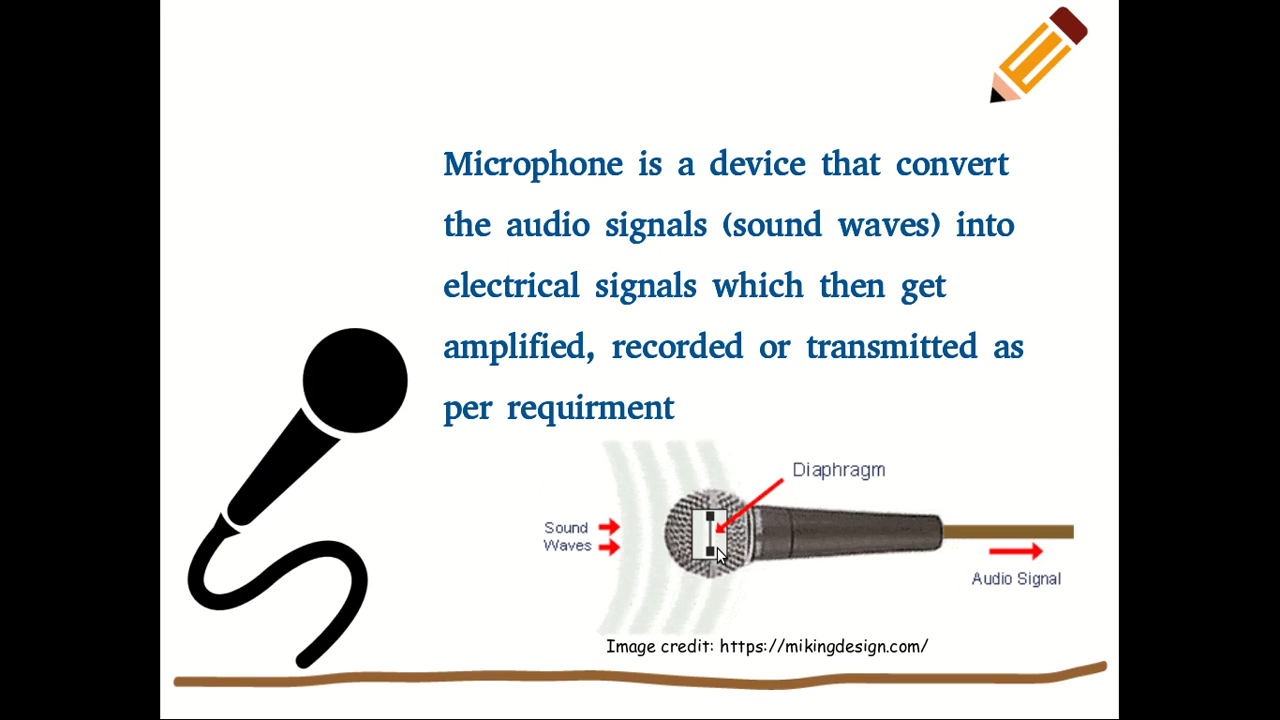 Microphone is a device that convert
the audio signals (sound waves) into
electrical signals which then get
amplified, recorded or transmitted as
per requirment
Diaphragm
Sound
Waves
Audio Signal
Image credit: https://mikingdesign.com/